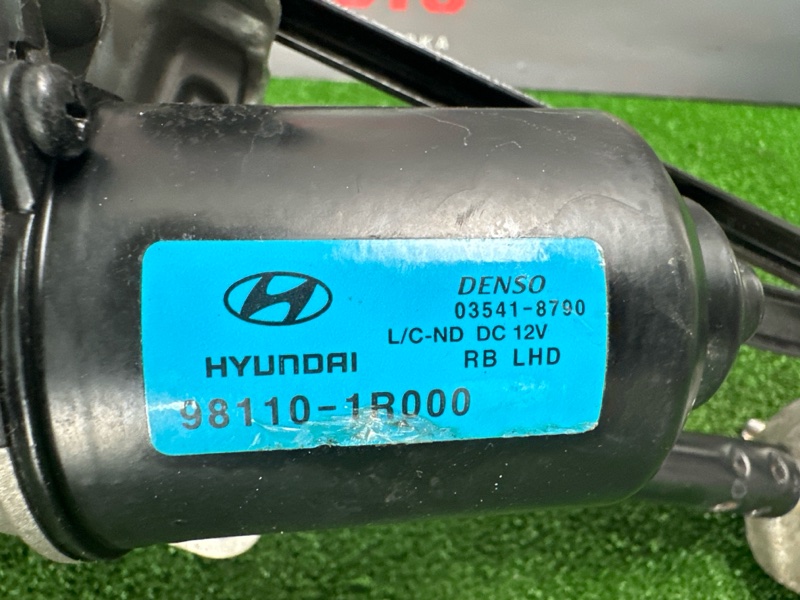 DENSO
03541-8790
L/C-ND DC 12V
HYUNDAI
RB LHD
98110-1R000